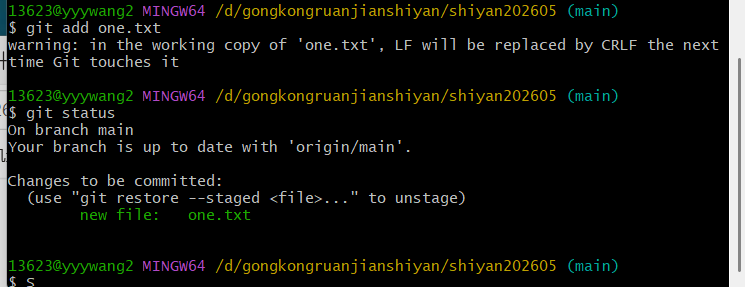 13623@yyywang2 MINGW64 /d/gongkongruanjianshiyan/shiyan202605 (main)
$ git add one.txt
warning: in the working copy of 'one.txt', LF will be replaced by CRLF the next
time Git touches it
13623@yyywang2 MINGW64 /d/gongkongruanjianshiyan/shiyan202605 (main)
$ git status
On branch main
Your branch is up to date with 'origin/main'.
Changes to be committed:
  (use "git restore --staged <file>..." to unstage)
        new file:   one.txt
13623@yyywang2 MINGW64 /d/gongkongruanjianshiyan/shiyan202605 (main)
$ S